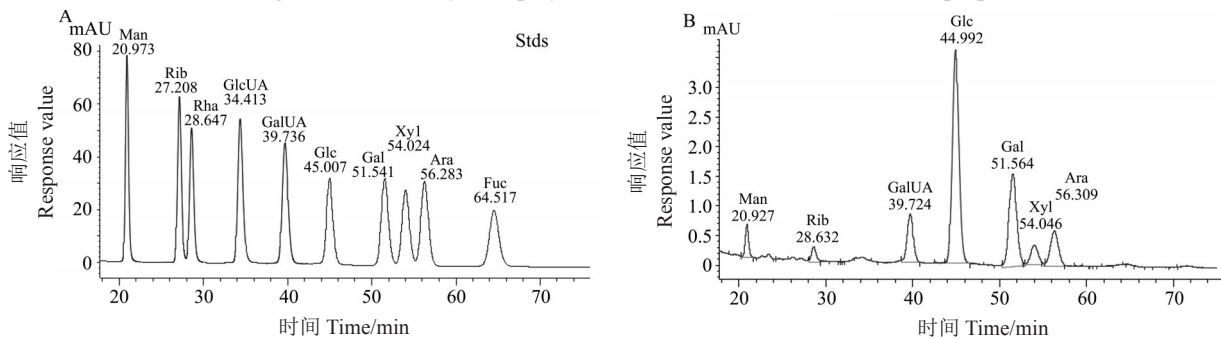 A
mAU
Stds
Man
20.973
Rib
27.208
Rha
28.647
GlcUA
34.413
GalUA
39.736
Glc
45.007
Gal
51.541
Xyl
54.024
Ara
56.283
Fuc
64.517
80
60
40
20
0
响应值
Response value
20 30 40 50 60 70
时间 Time/min
B
mAU
Man
20.927
Rib
28.632
GalUA
39.724
Glc
44.992
Gal
51.564
Xyl
54.046
Ara
56.309
3.0
2.5
2.0
1.5
1.0
0.5
0
响应值
Response value
20 30 40 50 60 70
时间 Time/min